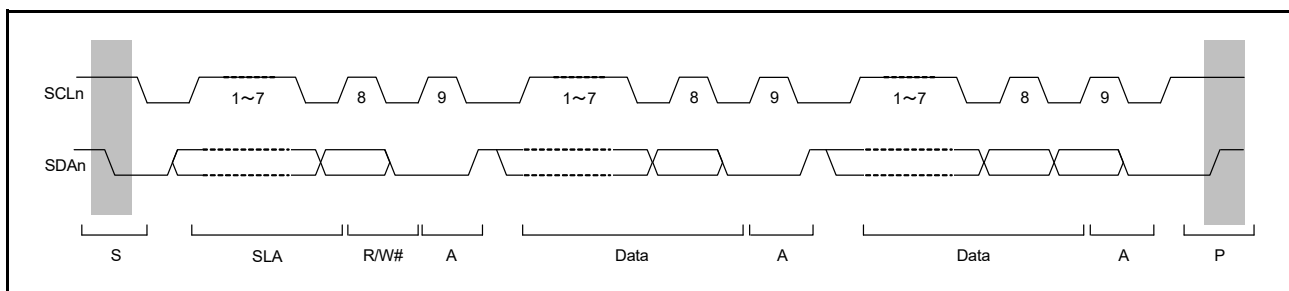 SCLn
1～7 8 9 1～7 8 9 1～7 8 9
SDAn
S SLA R/W# A Data A Data A P